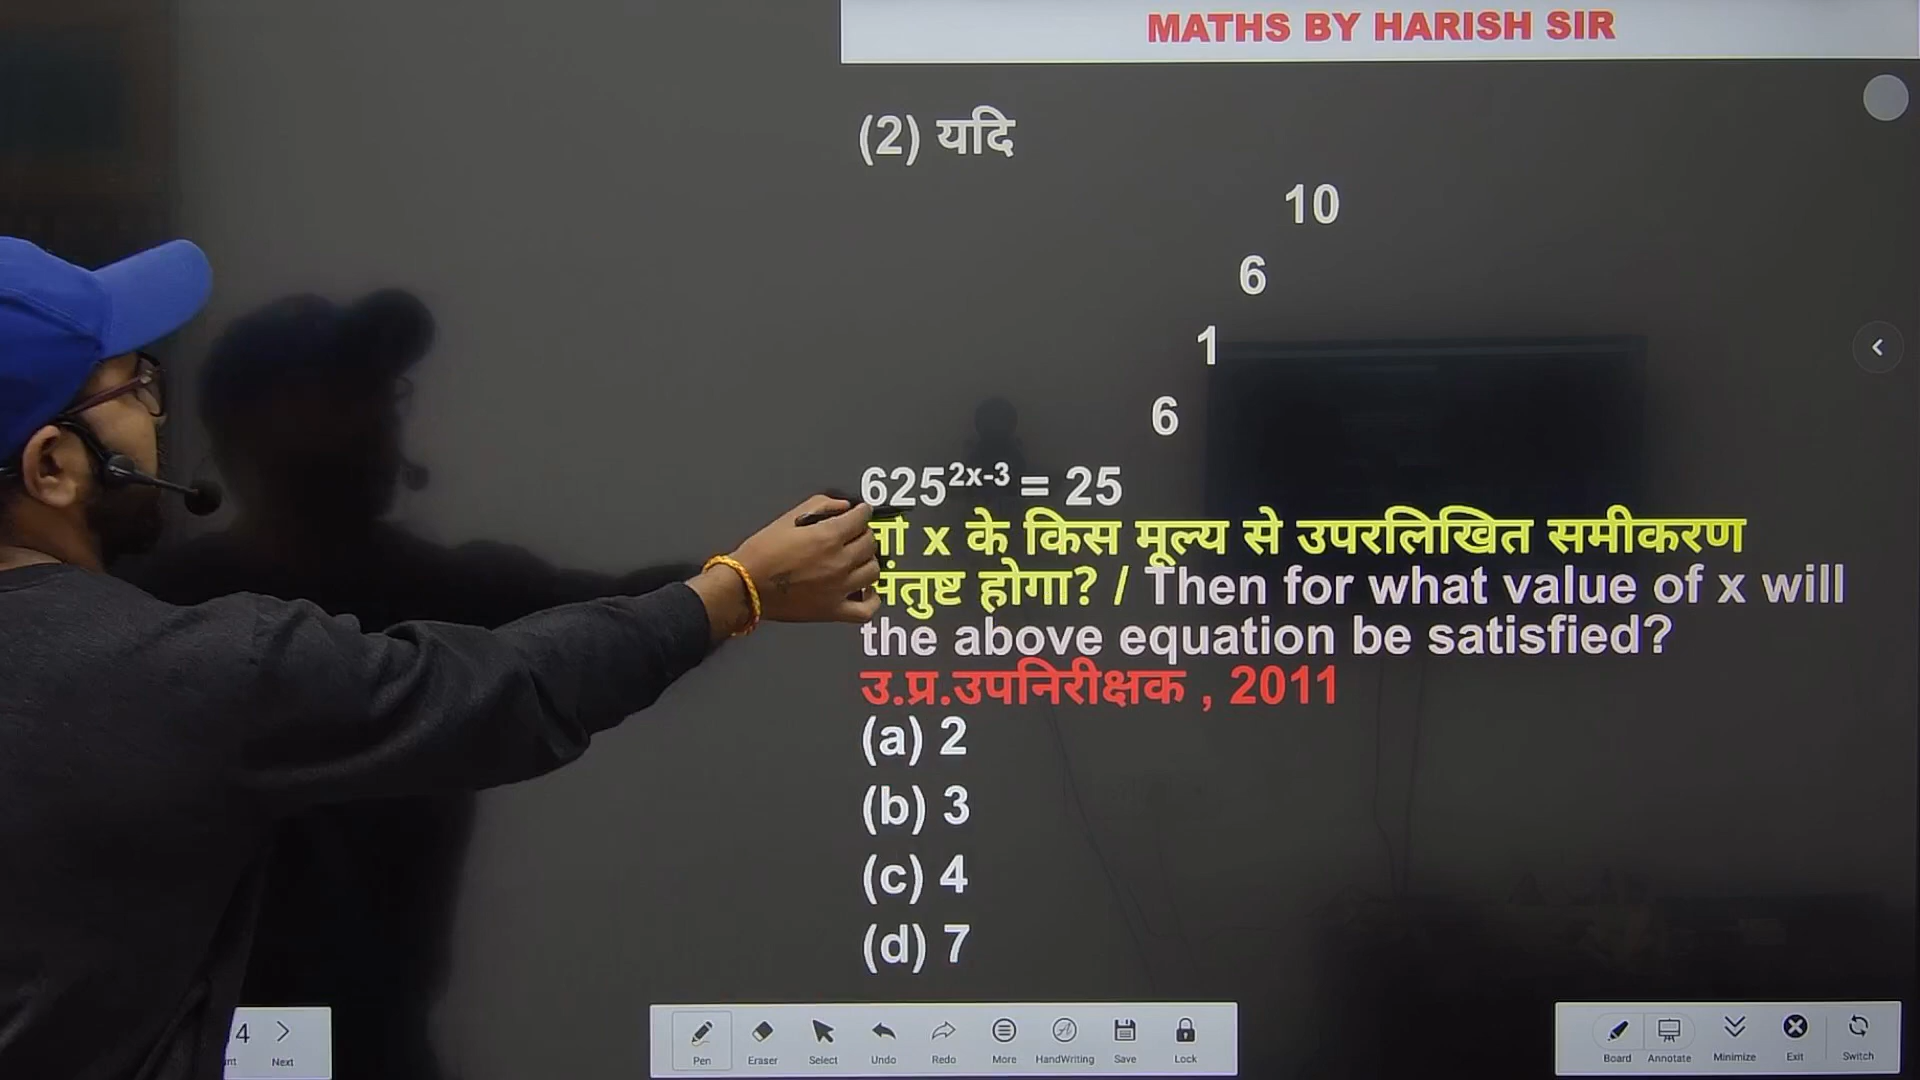 MATHS BY HARISH SIR
(2) यदि
10
6
1
6
625²ˣ⁻³ = 25
x के किस मूल्य से उपरलिखित समीकरण
होगा? / Then for what value of x will
the above equation be satisfied?
उ.प्र.उपनिरीक्षक , 2011
(a) 2
(b) 3
(c) 4
(d) 7
4
Next
Pen Eraser Select Undo Redo More HandWriting Save Lock
Board Annotate Minimize Exit Switch